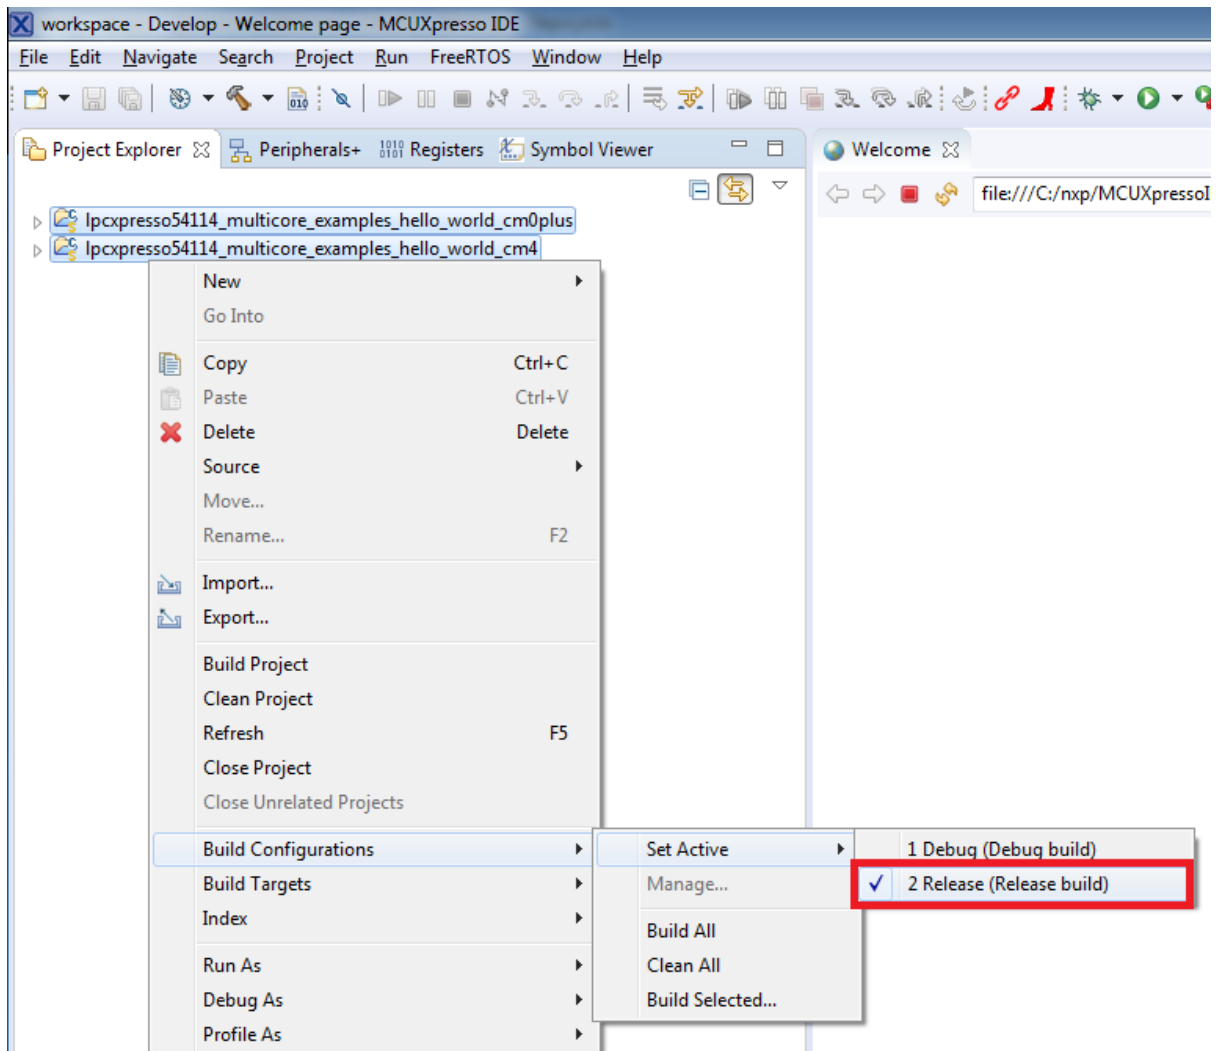 workspace - Develop - Welcome page - MCUXpresso IDE
File Edit Navigate Search Project Run FreeRTOS Window Help
010
Project Explorer Peripherals+ 1010 0101 Registers Symbol Viewer Welcome
file:///C:/nxp/MCUXpressoI
lpcxpresso54114_multicore_examples_hello_world_cm0plus
lpcxpresso54114_multicore_examples_hello_world_cm4
New
Go Into
Copy Ctrl+C
Paste Ctrl+V
Delete Delete
Source
Move...
Rename... F2
Import...
Export...
Build Project
Clean Project
Refresh F5
Close Project
Close Unrelated Projects
Build Configurations Set Active 1 Debug (Debug build)
Build Targets Manage... 2 Release (Release build)
Index
Build All
Run As Clean All
Debug As Build Selected...
Profile As